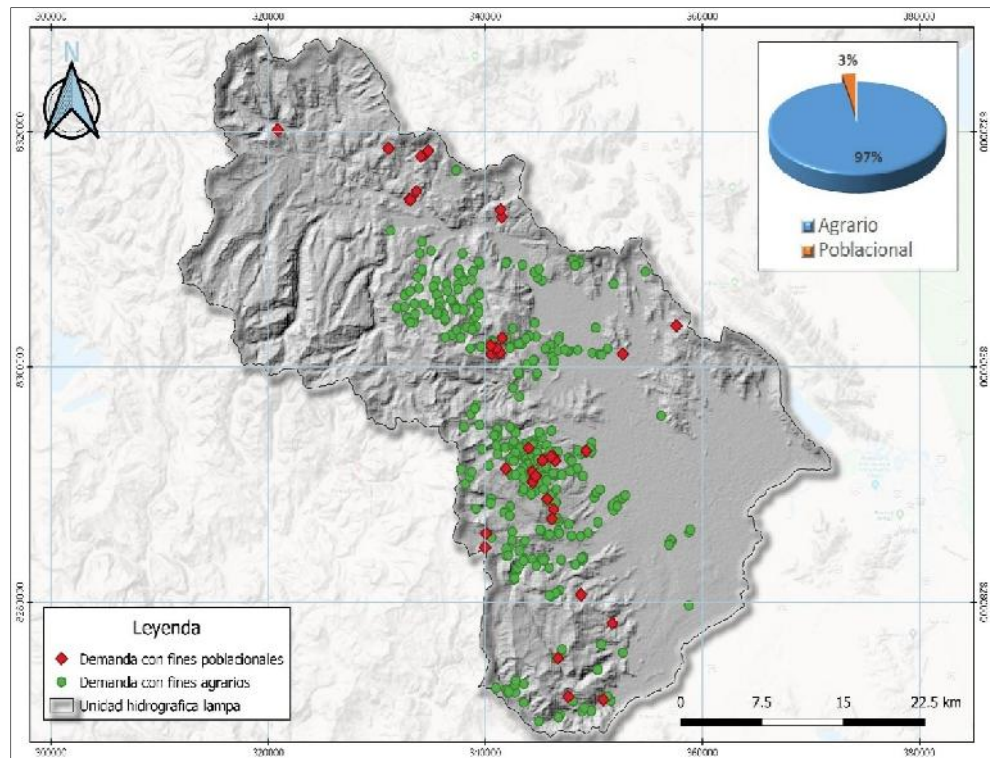 300000 320000 340000 360000 380000
N
3%
97%
Agrario
Poblacional
Leyenda
Demanda con fines poblacionales
Demanda con fines agrarios
Unidad hidrografica lampa
0 7.5 15 22.5 km
300000 320000 340000 360000 380000